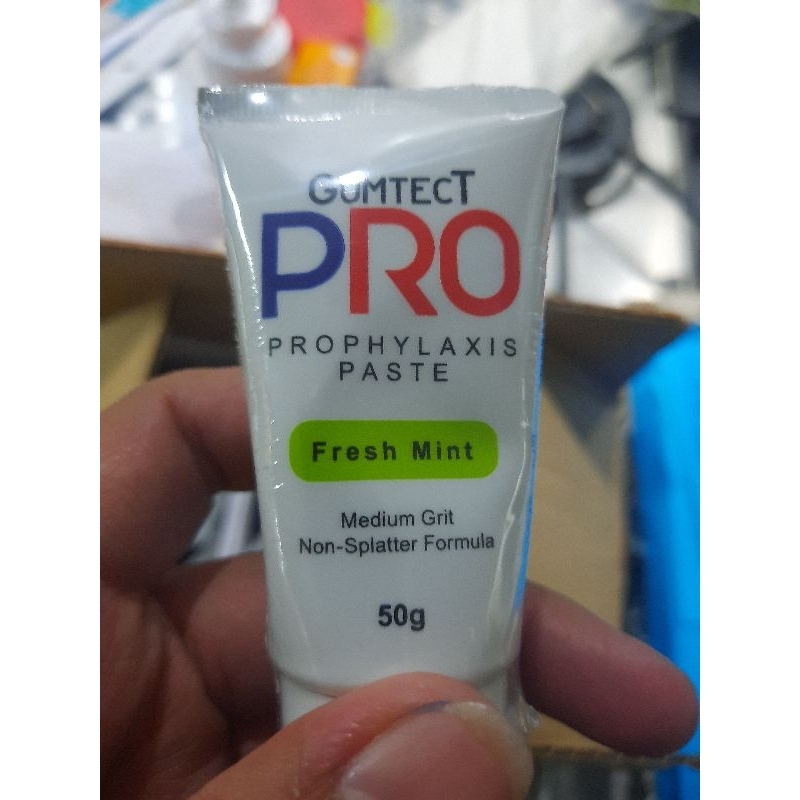 GUMTECT
PRO
PROPHYLAXIS
PASTE
Fresh Mint
Medium Grit
Non-Splatter Formula
50g